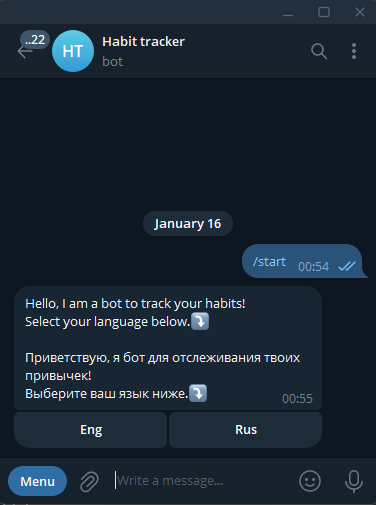 ..22
HT
Habit tracker
bot
January 16
/start
00:54
Hello, I am a bot to track your habits!
Select your language below.⤵️
Приветствую, я бот для отслеживания твоих
привычек!
Выберите ваш язык ниже.⤵️
00:55
Eng
Rus
Menu
Write a message...